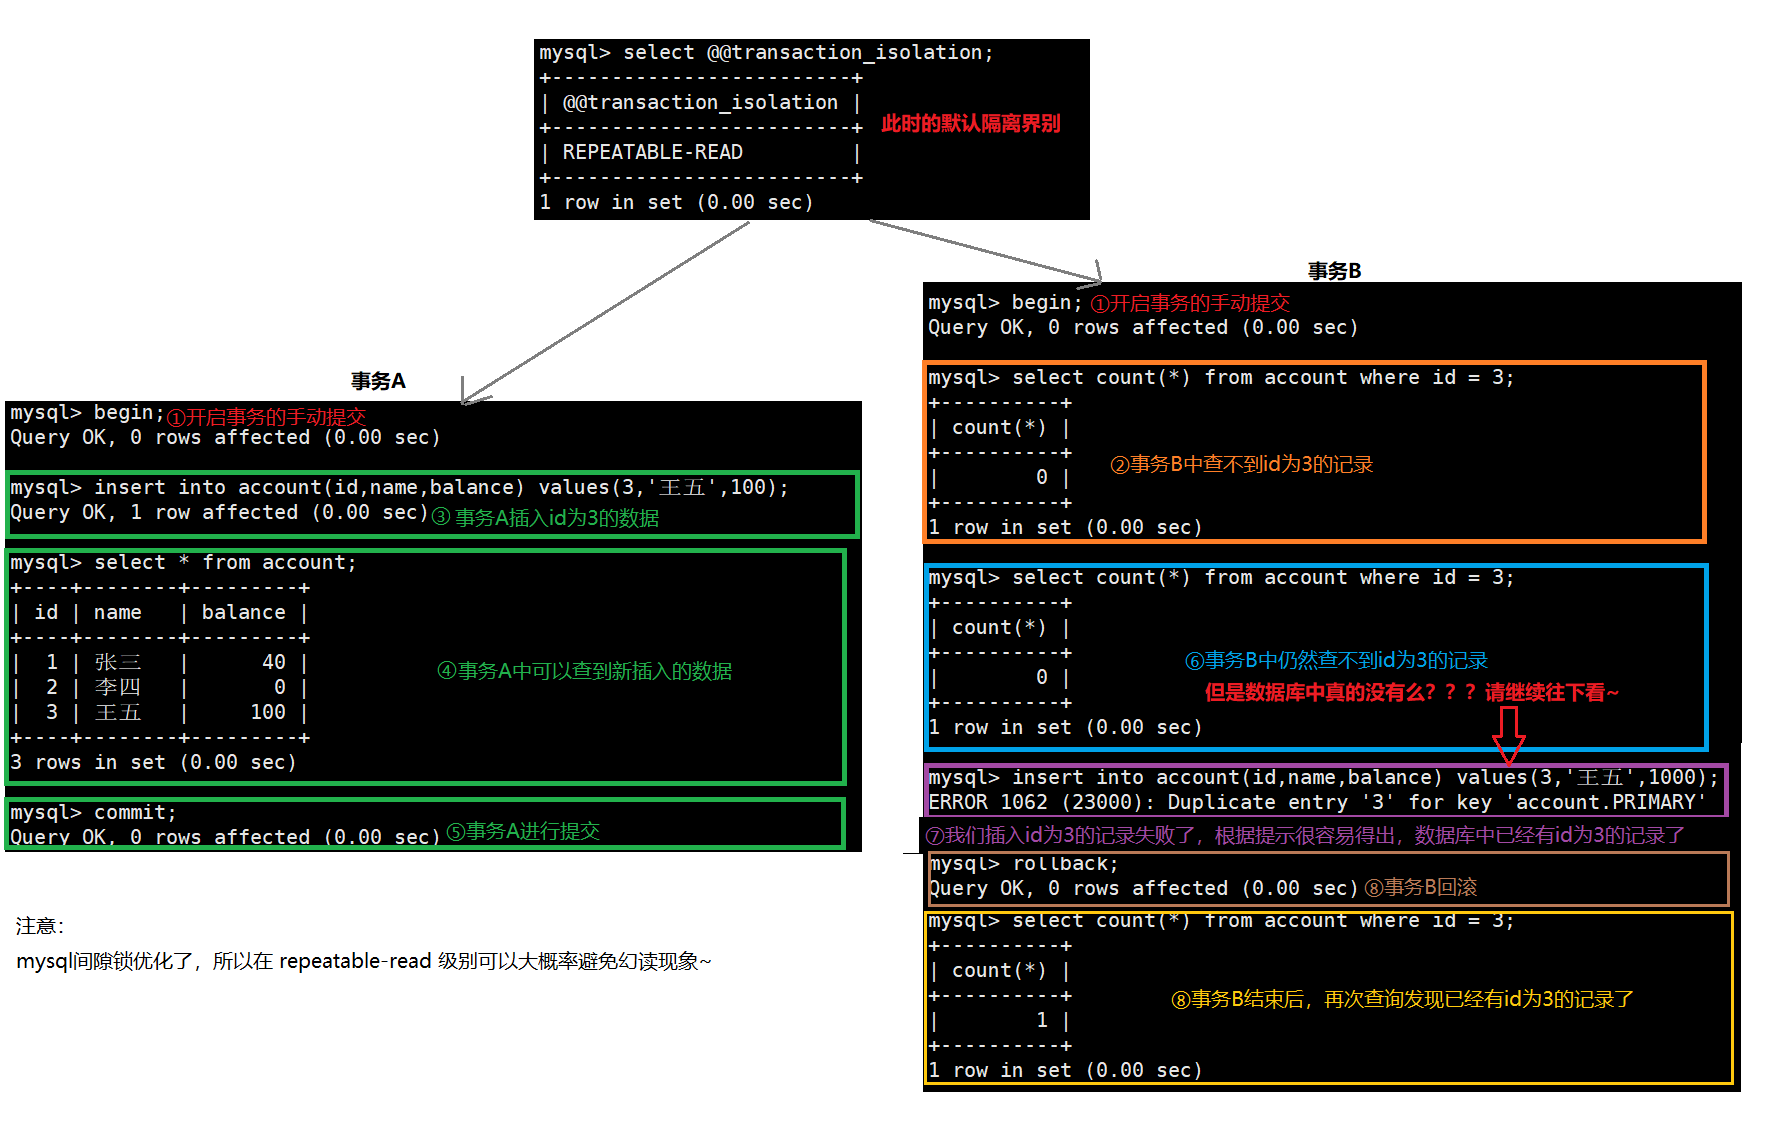 mysql> select @@transaction_isolation;
+-------------------------+
| @@transaction_isolation |
+-------------------------+
| REPEATABLE-READ         |
+-------------------------+
1 row in set (0.00 sec)
此时的默认隔离界别
事务A
mysql> begin;①开启事务的手动提交
Query OK, 0 rows affected (0.00 sec)
mysql> insert into account(id,name,balance) values(3,'王五',100);
Query OK, 1 row affected (0.00 sec)③ 事务A插入id为3的数据
mysql> select * from account;
+----+--------+---------+
| id | name   | balance |
+----+--------+---------+
|  1 | 张三   |      40 |
|  2 | 李四   |       0 |
|  3 | 王五   |     100 |
+----+--------+---------+
3 rows in set (0.00 sec)
④事务A中可以查到新插入的数据
mysql> commit;
Query OK, 0 rows affected (0.00 sec)⑤事务A进行提交
注意：
mysql间隙锁优化了，所以在 repeatable-read 级别可以大概率避免幻读现象~
事务B
mysql> begin; ①开启事务的手动提交
Query OK, 0 rows affected (0.00 sec)
mysql> select count(*) from account where id = 3;
+----------+
| count(*) |
+----------+
|        0 |
+----------+
1 row in set (0.00 sec)
②事务B中查不到id为3的记录
mysql> select count(*) from account where id = 3;
+----------+
| count(*) |
+----------+
|        0 |
+----------+
1 row in set (0.00 sec)
⑥事务B中仍然查不到id为3的记录
但是数据库中真的没有么？？？请继续往下看~
mysql> insert into account(id,name,balance) values(3,'王五',1000);
ERROR 1062 (23000): Duplicate entry '3' for key 'account.PRIMARY'
⑦我们插入id为3的记录失败了，根据提示很容易得出，数据库中已经有id为3的记录了
mysql> rollback;
Query OK, 0 rows affected (0.00 sec)⑧事务B回滚
mysql> select count(*) from account where id = 3;
+----------+
| count(*) |
+----------+
|        1 |
+----------+
1 row in set (0.00 sec)
⑧事务B结束后，再次查询发现已经有id为3的记录了